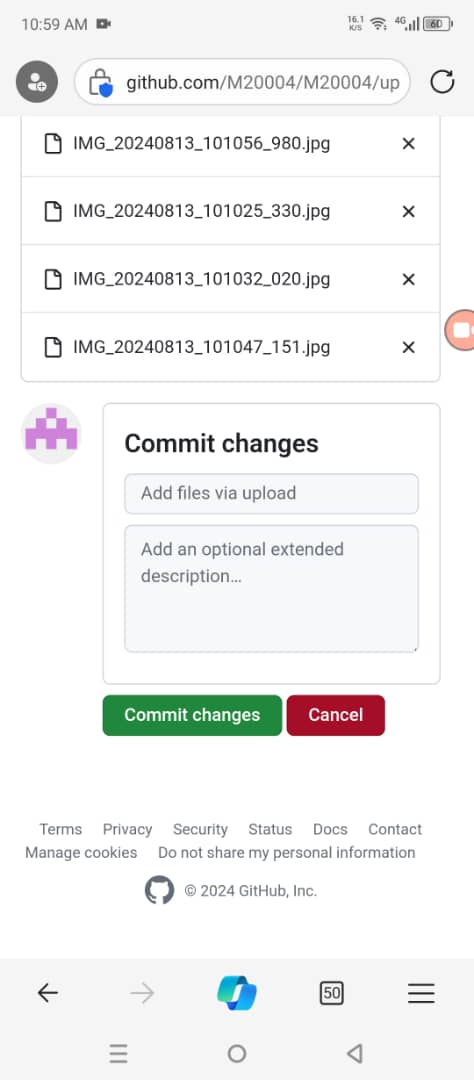 10:59 AM
16.1 K/S 4G 60
github.com/M20004/M20004/up
IMG_20240813_101056_980.jpg
IMG_20240813_101025_330.jpg
IMG_20240813_101032_020.jpg
IMG_20240813_101047_151.jpg
Commit changes
Add files via upload
Add an optional extended
description...
Commit changes Cancel
Terms Privacy Security Status Docs Contact
Manage cookies Do not share my personal information
© 2024 GitHub, Inc.
50